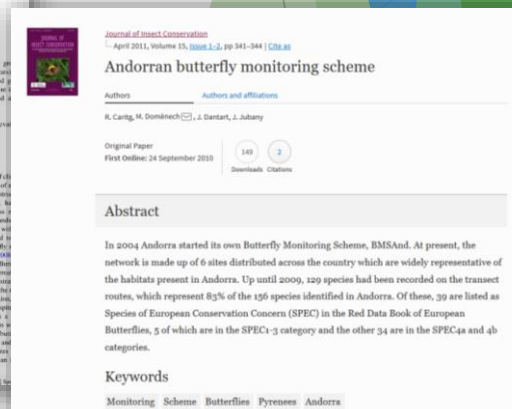 JOURNAL OF
INSECT CONSERVATION
Journal of Insect Conservation
April 2011, Volume 15, Issue 1–2, pp 341–344 | Cite as
Andorran butterfly monitoring scheme
Authors
Authors and affiliations
R. Caritg, M. Domènech, J. Dantart, J. Jubany
Original Paper
First Online: 24 September 2010
149
Downloads
2
Citations
Abstract
In 2004 Andorra started its own Butterfly Monitoring Scheme, BMSAnd. At present, the
network is made up of 6 sites distributed across the country which are widely representative of
the habitats present in Andorra. Up until 2009, 129 species had been recorded on the transect
routes, which represent 83% of the 156 species identified in Andorra. Of these, 39 are listed as
Species of European Conservation Concern (SPEC) in the Red Data Book of European
Butterflies, 5 of which are in the SPEC1-3 category and the other 34 are in the SPEC4a and 4b
categories.
Keywords
Monitoring Scheme Butterflies Pyrenees Andorra